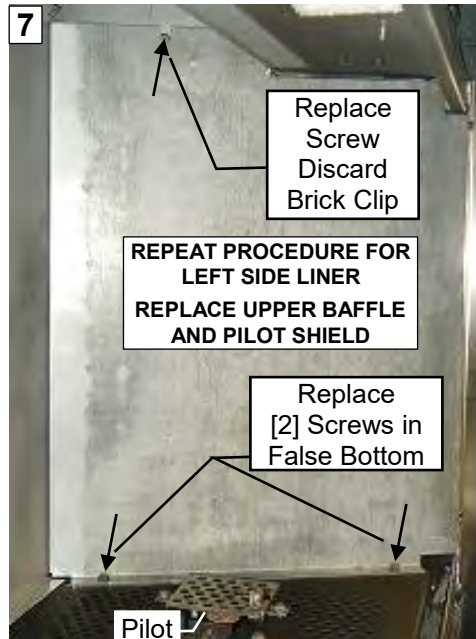 7
Replace
Screw
Discard
Brick Clip
REPEAT PROCEDURE FOR
LEFT SIDE LINER
REPLACE UPPER BAFFLE
AND PILOT SHIELD
Replace
[2] Screws in
False Bottom
Pilot